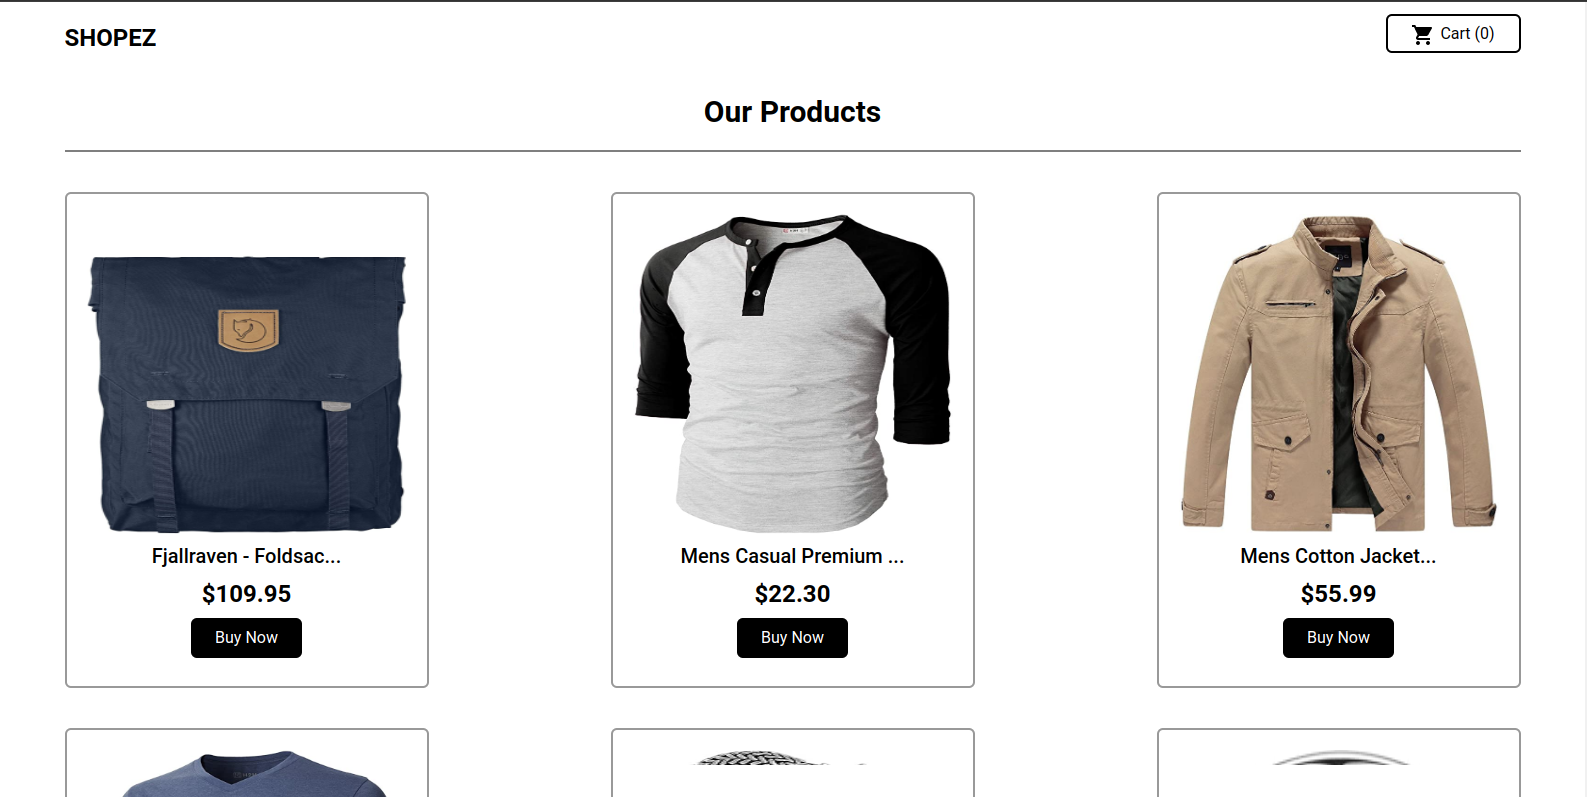 SHOPEZ
Cart (0)
Our Products
Fjallraven - Foldsac...
Mens Casual Premium ...
Mens Cotton Jacket...
$109.95
$22.30
$55.99
Buy Now
Buy Now
Buy Now